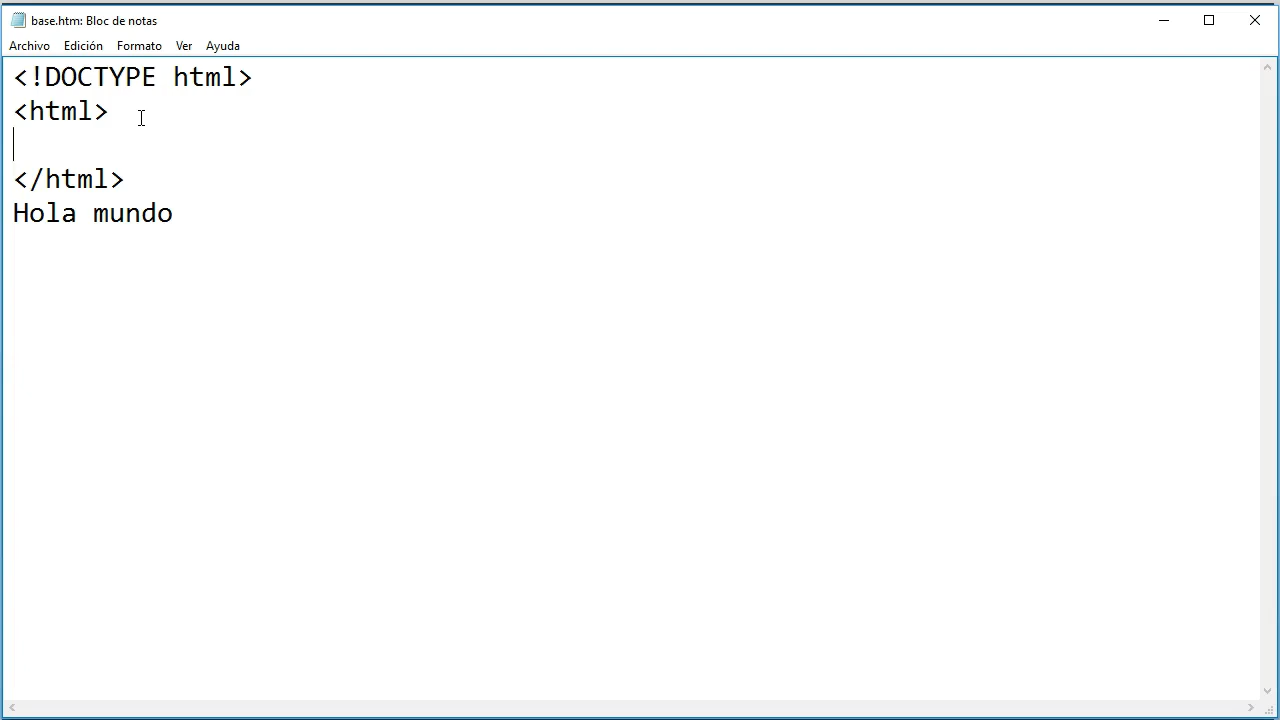 base.htm: Bloc de notas
Archivo Edición Formato Ver Ayuda
<!DOCTYPE html>
<html>
</html>
Hola mundo